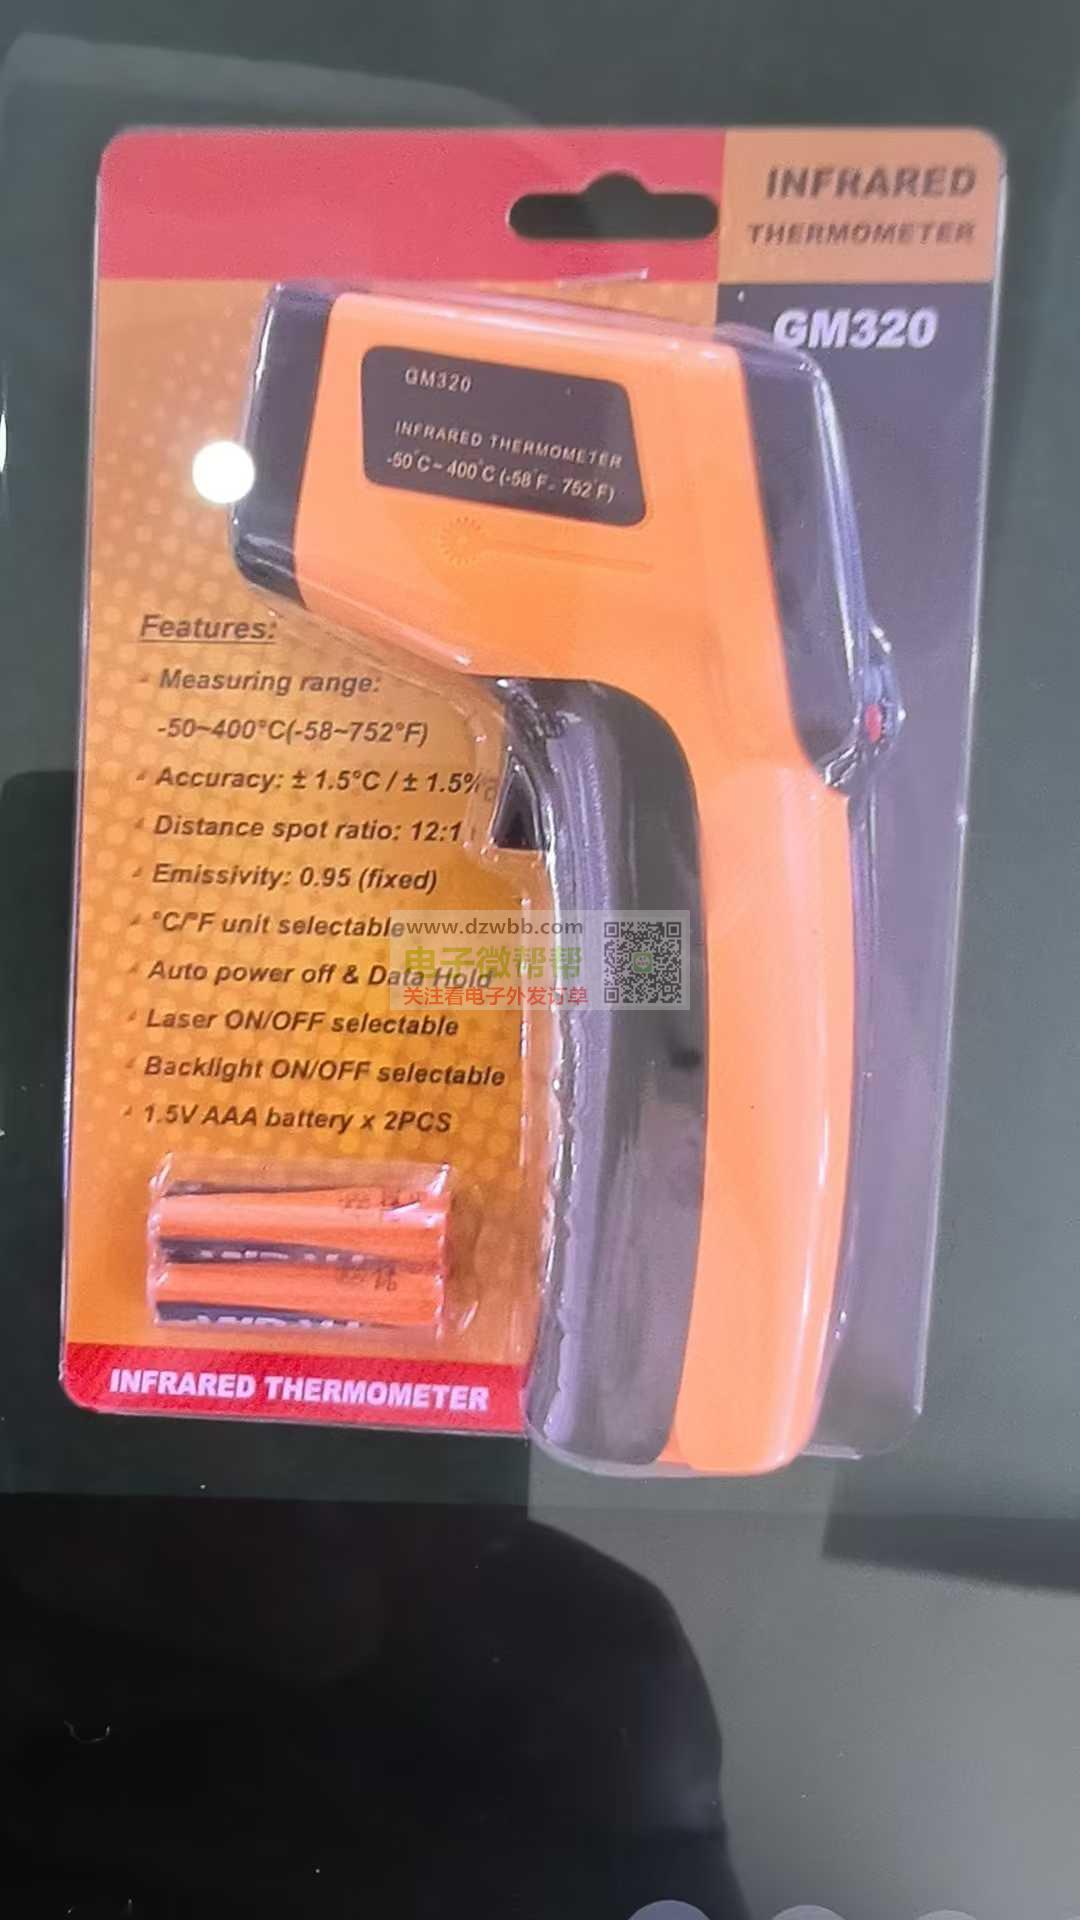 INFRARED
THERMOMETER
GM320
GM320
INFRARED THERMOMETER
-50°C~400°C(-58°F~752°F)
Features:
Measuring range:
-50~400°C(-58~752°F)
Accuracy: ±1.5°C / ±1.5%
Distance spot ratio: 12:1
Emissivity: 0.95 (fixed)
°C/°F unit selectable
www.dzwbb.com
电子微帮帮
关注看电子外发订单
Auto power off & Data Hold
Laser ON/OFF selectable
Backlight ON/OFF selectable
1.5V AAA battery x 2PCS
INFRARED THERMOMETER